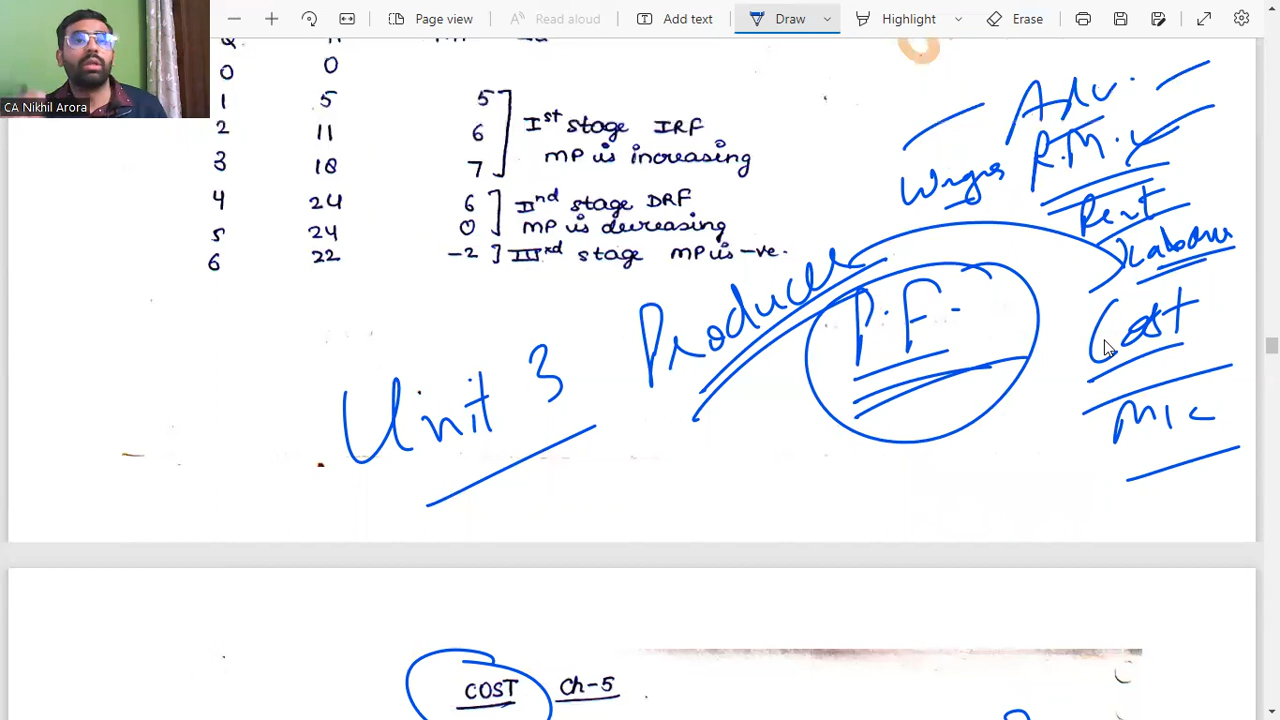 Page view
Read aloud
Add text
Draw
Highlight
Erase
CA Nikhil Arora
0 0
1 5 5
2 11 6 Ist stage IRF
3 18 7 MP is increasing
4 24 6 IInd stage DRF
5 24 0 MP is decreasing
6 22 -2 IIIrd stage MP is -ve.
Adv.
Wages R.M.
Rent
Labour
Cost
Producer
P.F.
Unit 3
COST Ch-5